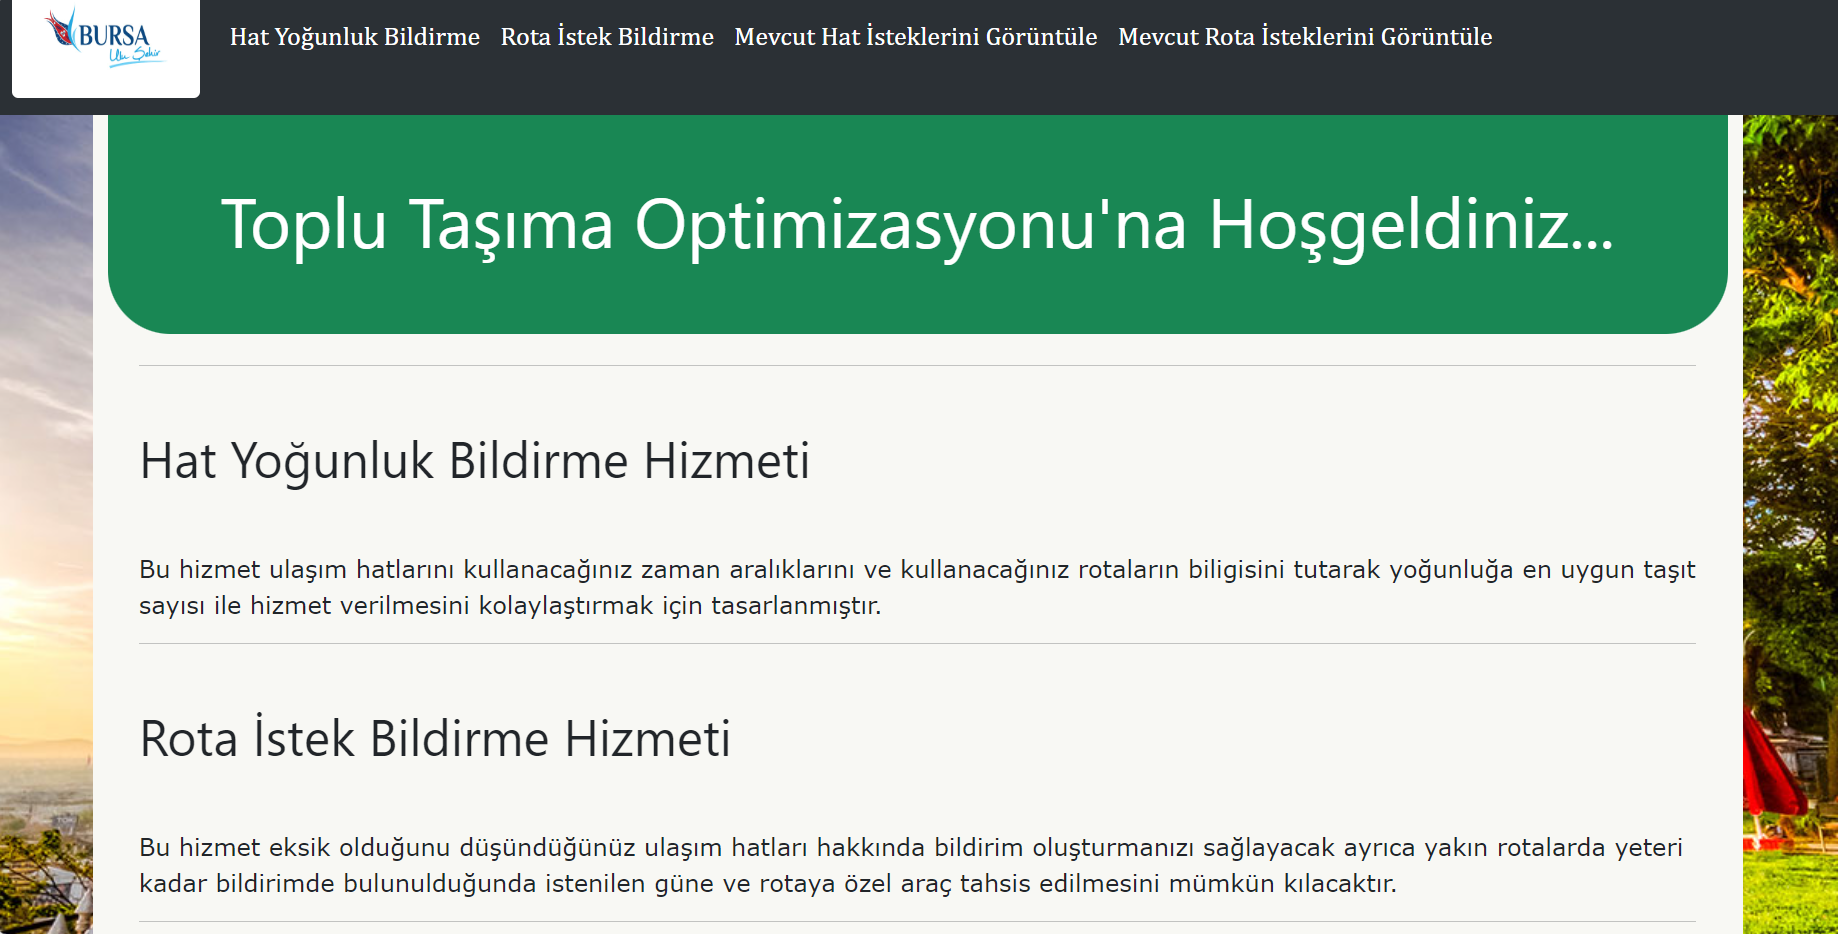 BURSA
Ulu Şehir
Hat Yoğunluk Bildirme Rota İstek Bildirme Mevcut Hat İsteklerini Görüntüle Mevcut Rota İsteklerini Görüntüle
Toplu Taşıma Optimizasyonu'na Hoşgeldiniz...
Hat Yoğunluk Bildirme Hizmeti
Bu hizmet ulaşım hatlarını kullanacağınız zaman aralıklarını ve kullanacağınız rotaların biligisini tutarak yoğunluğa en uygun taşıt
sayısı ile hizmet verilmesini kolaylaştırmak için tasarlanmıştır.
Rota İstek Bildirme Hizmeti
Bu hizmet eksik olduğunu düşündüğünüz ulaşım hatları hakkında bildirim oluşturmanızı sağlayacak ayrıca yakın rotalarda yeteri
kadar bildirimde bulunulduğunda istenilen güne ve rotaya özel araç tahsis edilmesini mümkün kılacaktır.